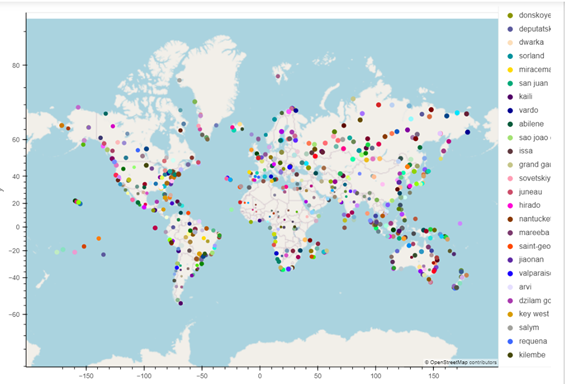 donskoye
deputatsk
dwarka
sorland
miracema
san juan
kaili
vardo
abilene
sao joao
issa
grand gau
sovetskiy
juneau
hirado
nantucke
mareeba
saint-geo
jiaonan
valparais
arvi
dzilam go
key west
salym
requena
kilembe
80
60
40
20
0
−20
−40
−60
© OpenStreetMap contributors
−150
−100
−50
0
50
100
150